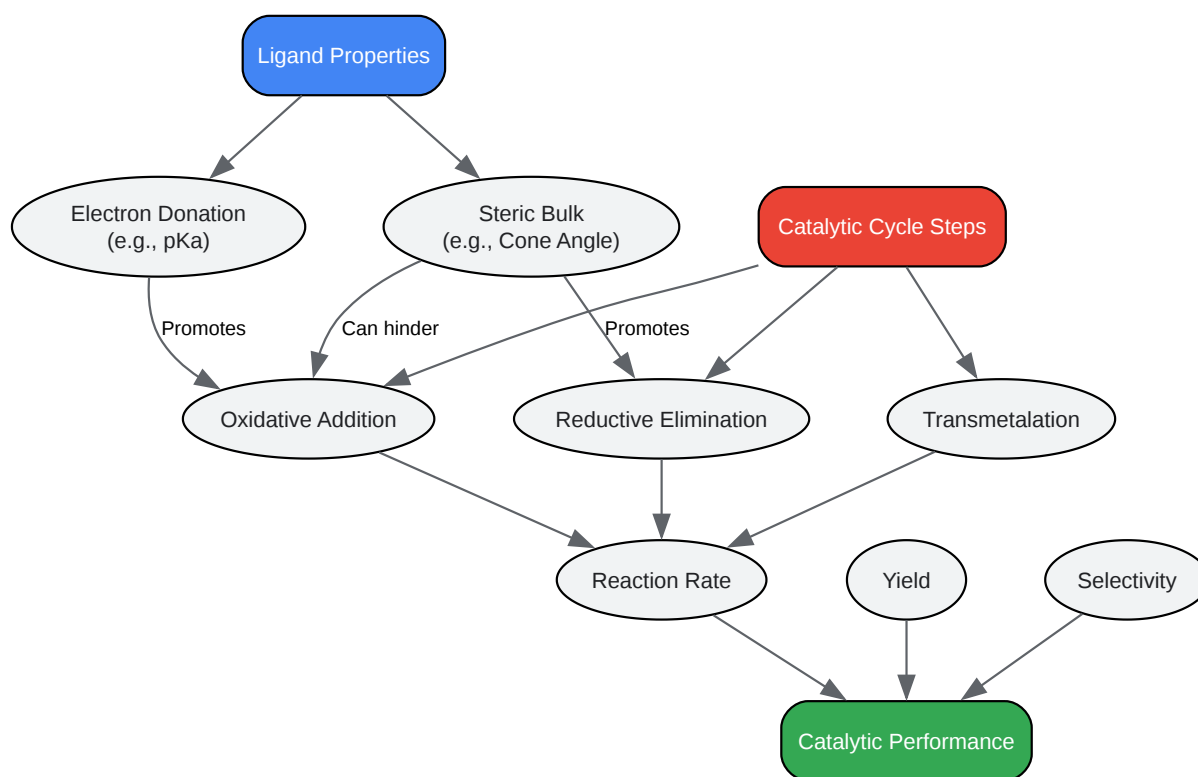 Ligand Properties
Electron Donation
(e.g., pKa)
Steric Bulk
(e.g., Cone Angle)
Catalytic Cycle Steps
Promotes
Can hinder
Promotes
Oxidative Addition
Reductive Elimination
Transmetalation
Reaction Rate
Yield
Selectivity
Catalytic Performance